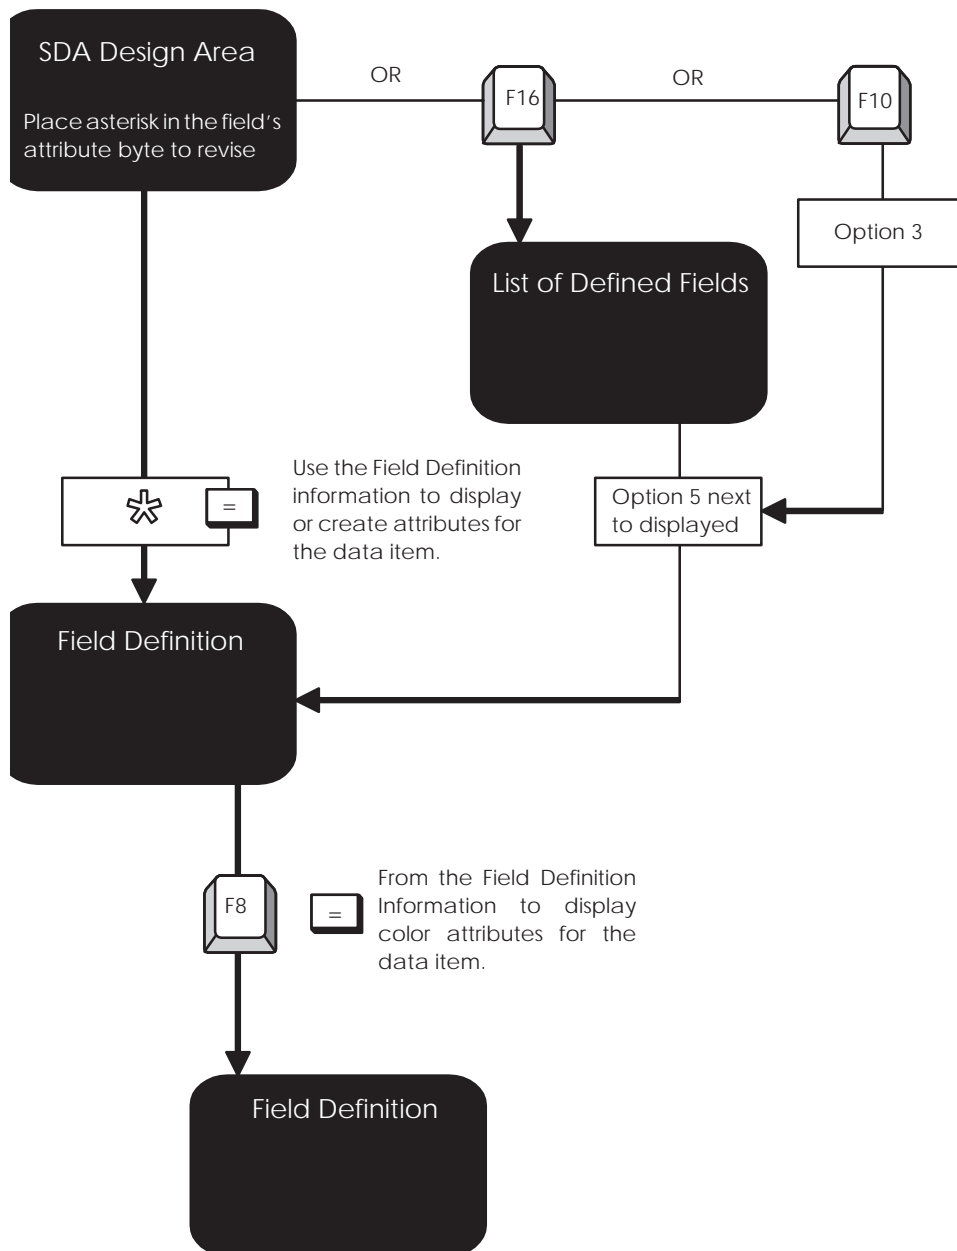 SDA Design Area
Place asterisk in the field's
attribute byte to revise
OR
F16
OR
F10
Option 3
List of Defined Fields
Use the Field Definition
information to display
or create attributes for
the data item.
*
=
Option 5 next
to displayed
Field Definition
F8
=
From the Field Definition
Information to display
color attributes for the
data item.
Field Definition